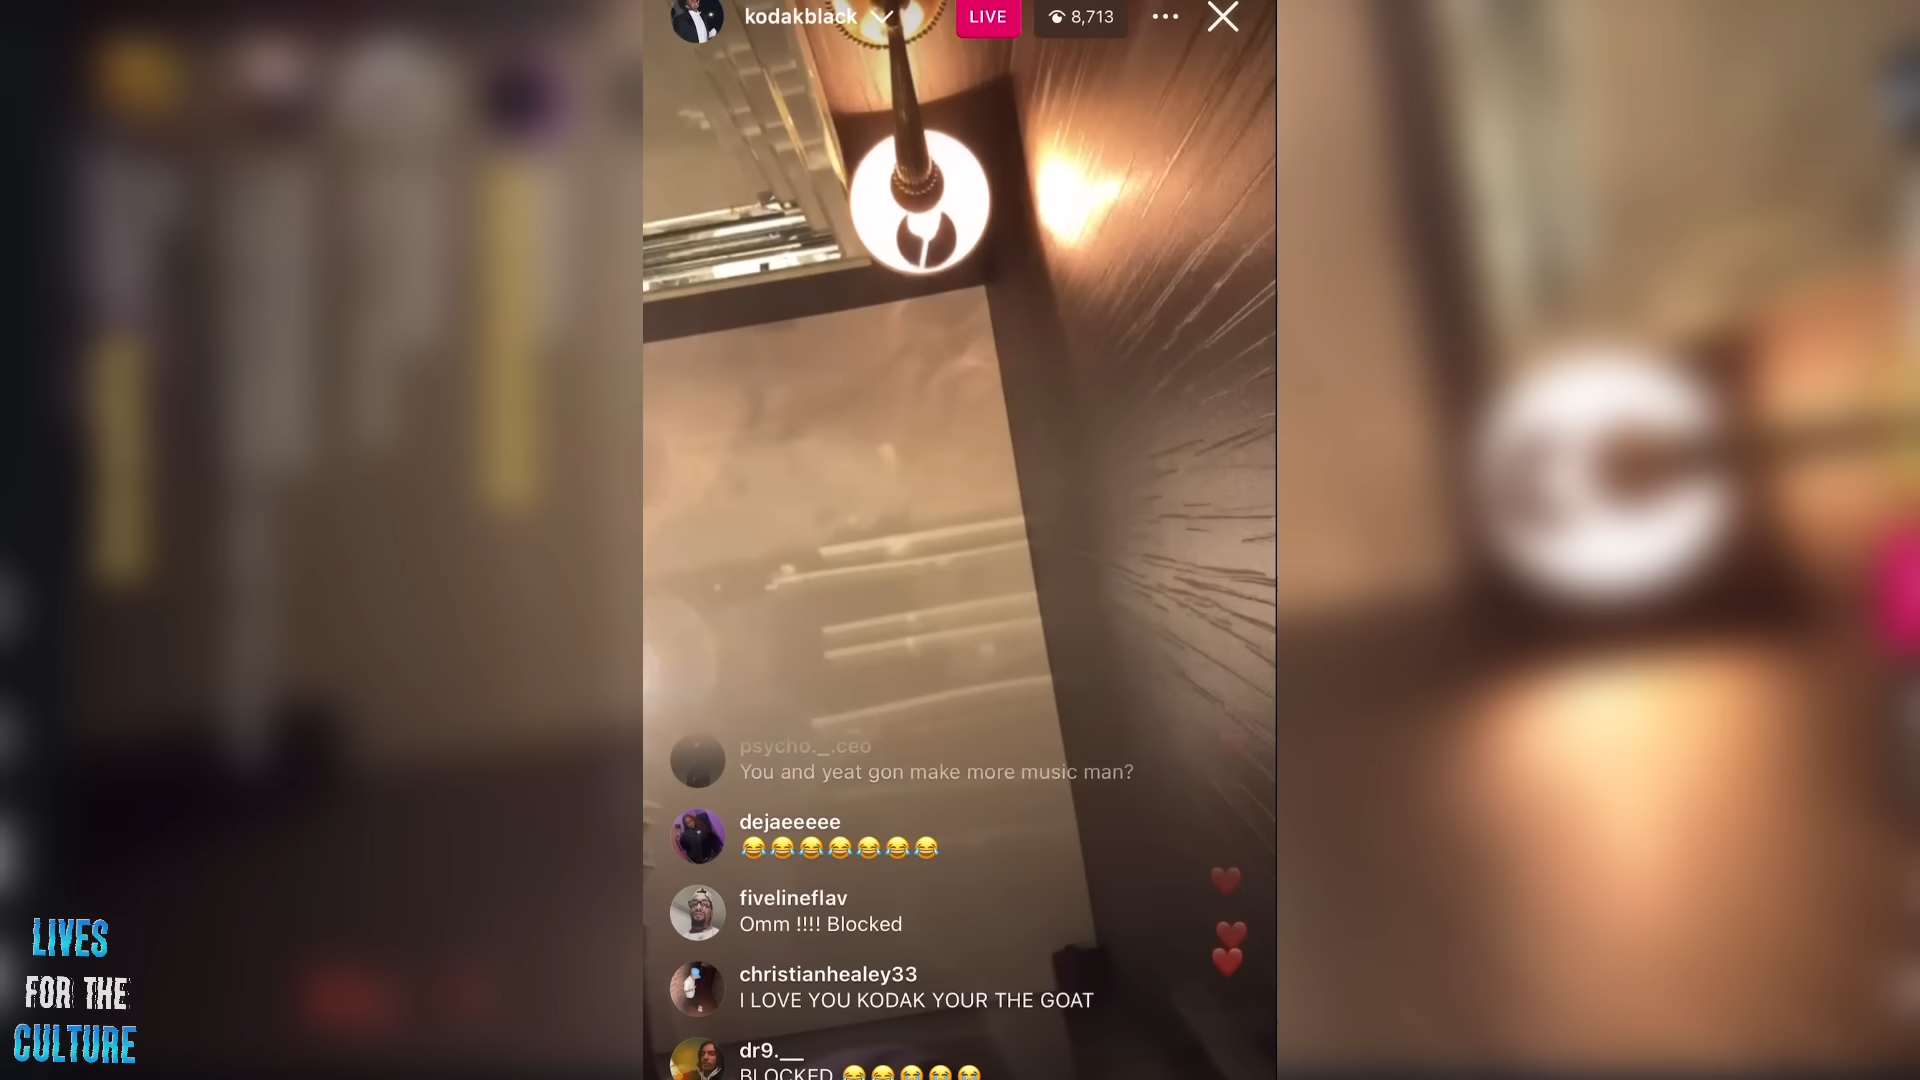 kodakblack
LIVE
8,713
psycho._.ceo
You and yeat gon make more music man?
dejaeeeee
😂😂😂😂😂😂😂
fivelineflav
Omm !!!! Blocked
christianhealey33
I LOVE YOU KODAK YOUR THE GOAT
dr9.__
BLOCKED 😂😂😭😭😭
LIVES
FOR THE
CULTURE